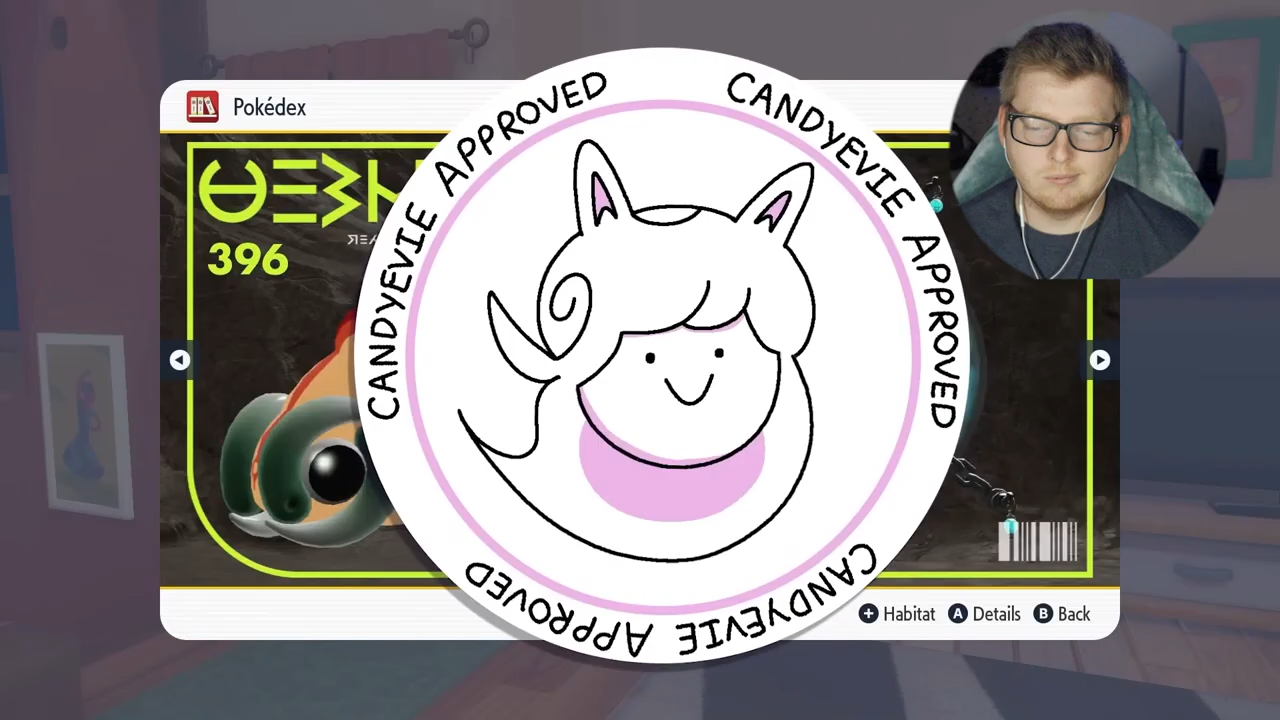 Pokédex
CANDYEVIE APPROVED
CANDYEVIE APPROVED
CANDYEVIE APPROVED
396
Habitat
Details
Back